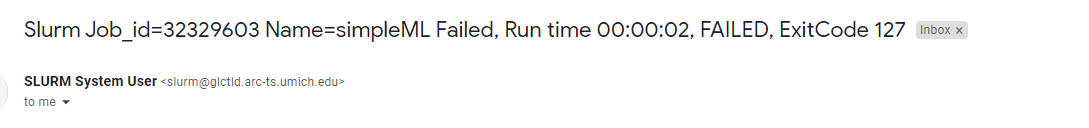 Slurm Job_id=32329603 Name=simpleML Failed, Run time 00:00:02, FAILED, ExitCode 127 Inbox x
SLURM System User <slurm@glctld.arc-ts.umich.edu>
to me